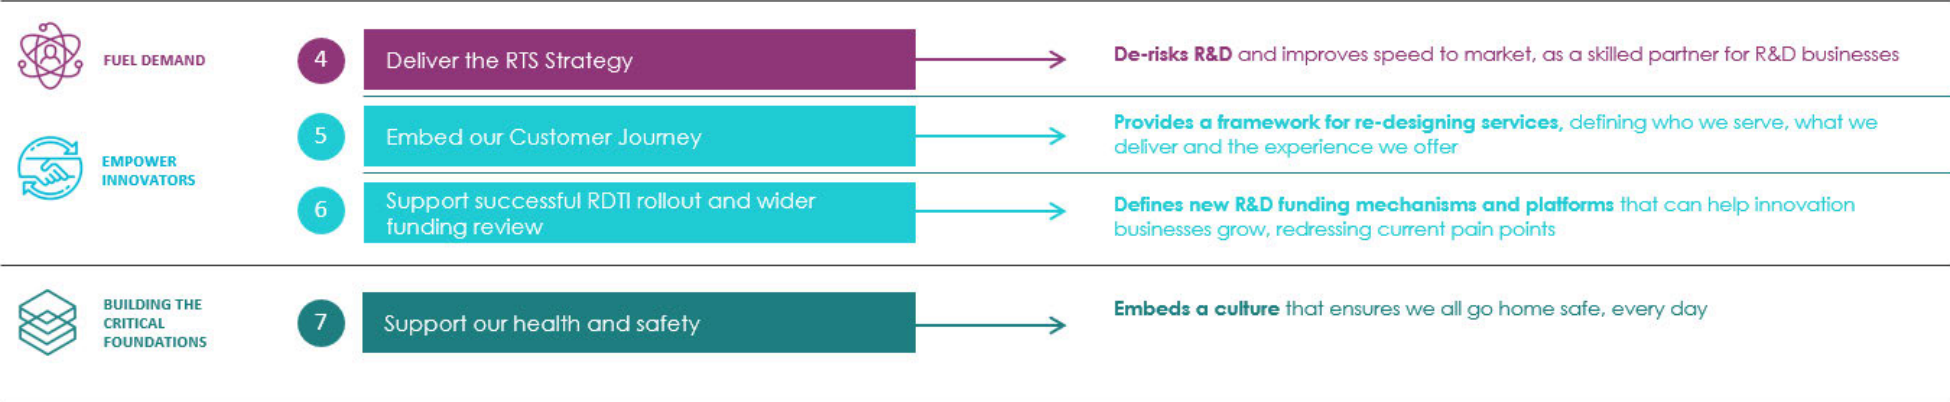 FUEL DEMAND
4
Deliver the RTS Strategy
De-risks R&D and improves speed to market, as a skilled partner for R&D businesses
EMPOWER
INNOVATORS
5
Embed our Customer Journey
Provides a framework for re-designing services, defining who we serve, what we
deliver and the experience we offer
6
Support successful RDTI rollout and wider
funding review
Defines new R&D funding mechanisms and platforms that can help innovation
businesses grow, redressing current pain points
BUILDING THE
CRITICAL
FOUNDATIONS
7
Support our health and safety
Embeds a culture that ensures we all go home safe, every day